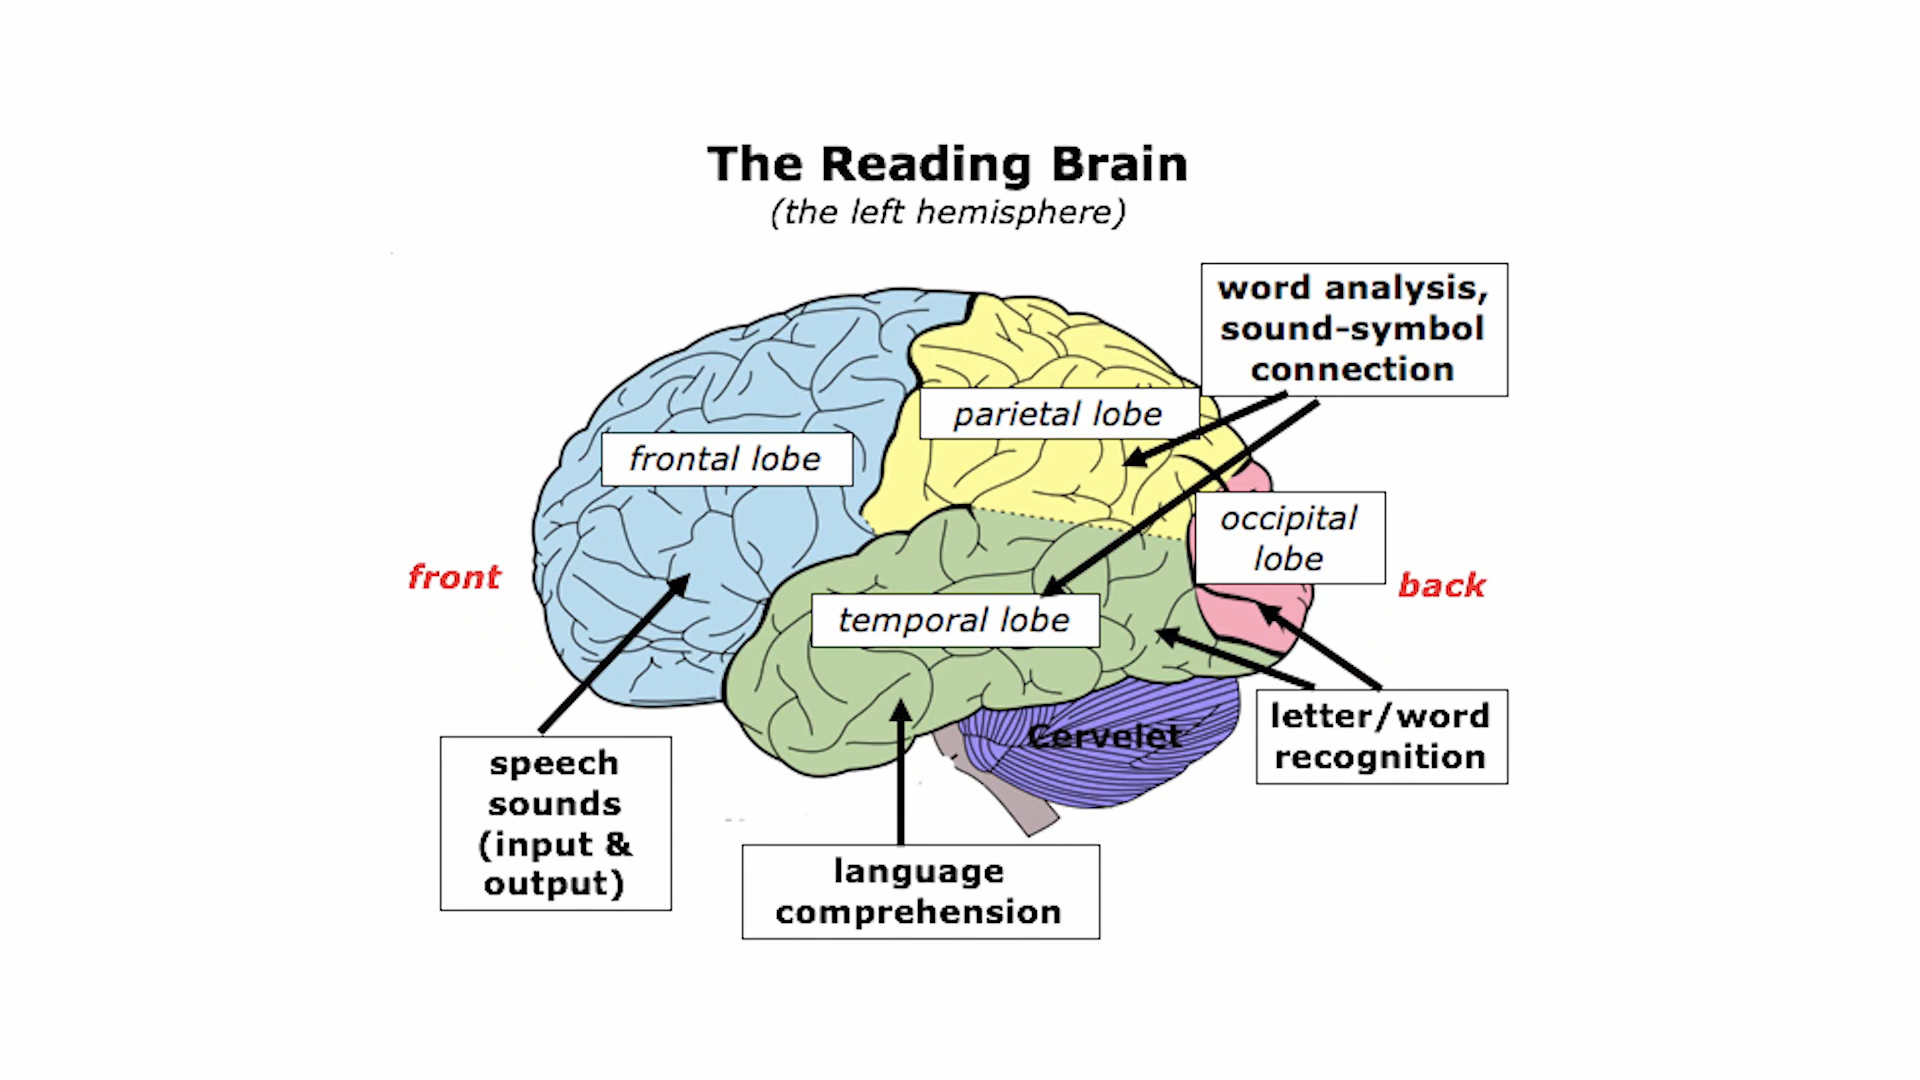 The Reading Brain
(the left hemisphere)
word analysis,
sound-symbol
connection
parietal lobe
frontal lobe
occipital
lobe
front
back
temporal lobe
letter/word
recognition
Cervelet
speech
sounds
(input &
output)
language
comprehension